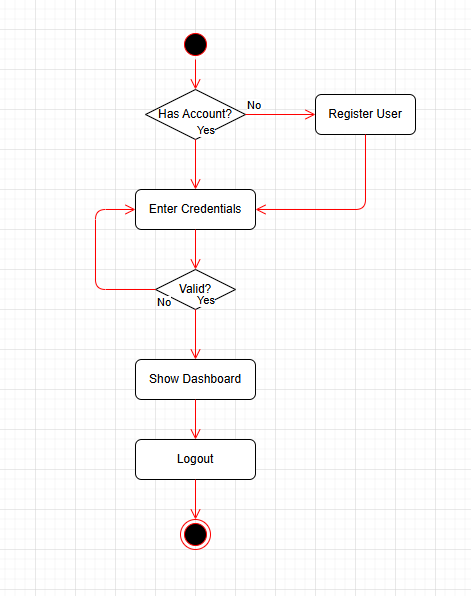 Has Account?
No
Register User
Yes
Enter Credentials
Valid?
No
Yes
Show Dashboard
Logout